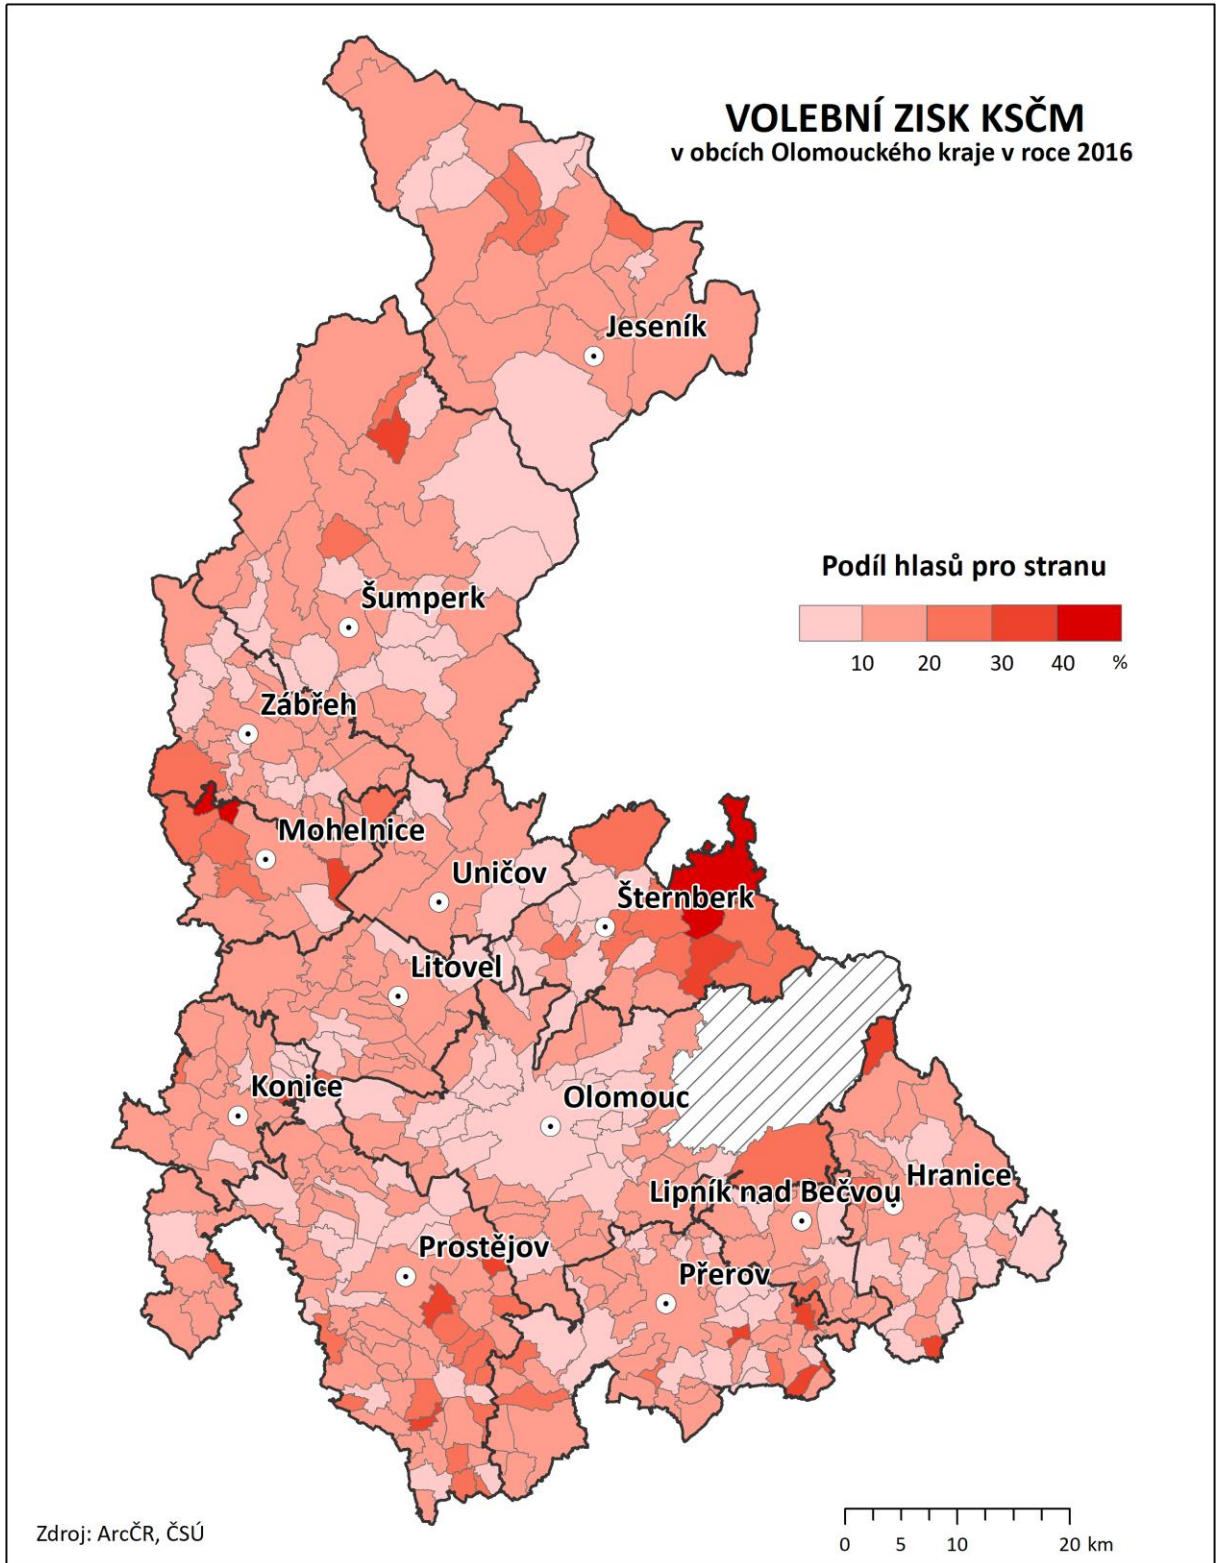 VOLEBNÍ ZISK KSČM
v obcích Olomouckého kraje v roce 2016
Jeseník
Podíl hlasů pro stranu
10 20 30 40 %
Šumperk
Zábřeh
Mohelnice
Uničov
Šternberk
Litovel
Konice
Olomouc
Hranice
Lipník nad Bečvou
Prostějov
Přerov
Zdroj: ArcČR, ČSÚ
0 5 10 20 km